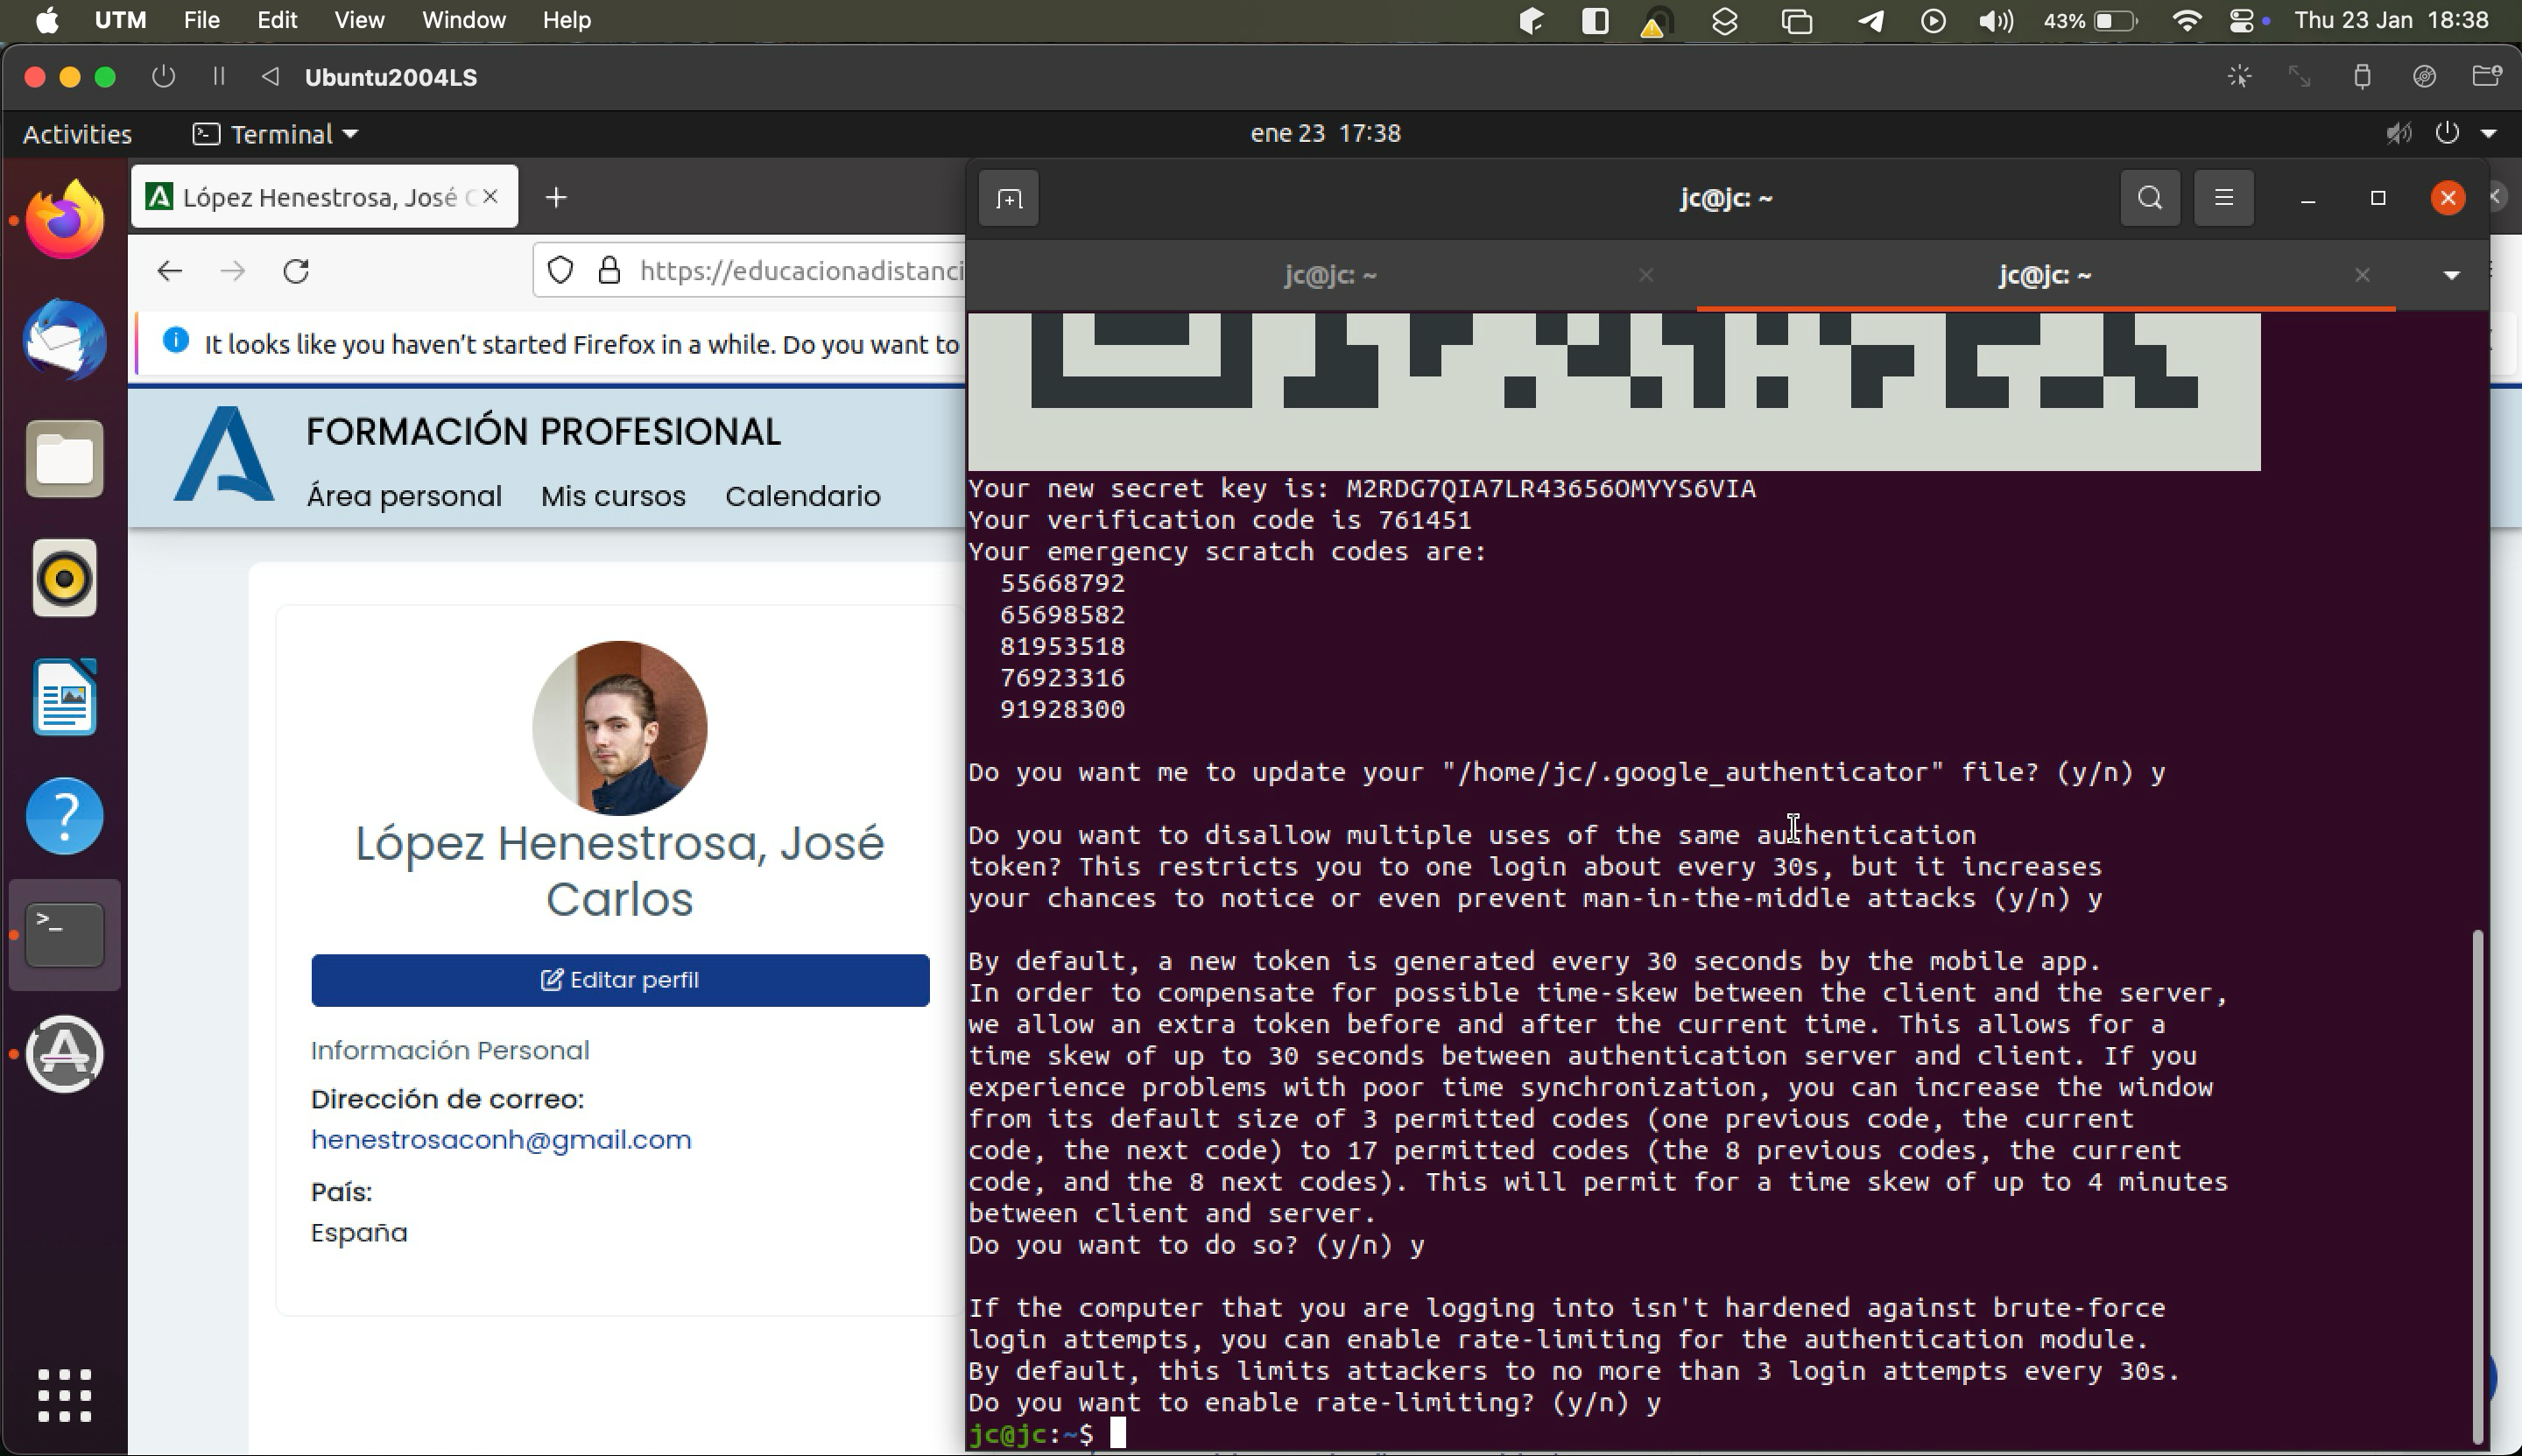 UTM File Edit View Window Help
43% Thu 23 Jan 18:38
Ubuntu2004LS
Activities Terminal ene 23 17:38
López Henestrosa, José
jc@jc: ~
https://educacionadistanci
jc@jc: ~ jc@jc: ~
It looks like you haven’t started Firefox in a while. Do you want to
FORMACIÓN PROFESIONAL
Área personal Mis cursos Calendario
López Henestrosa, José
Carlos
Editar perfil
Información Personal
Dirección de correo:
henestrosaconh@gmail.com
País:
España
Your new secret key is: M2RDG7QIA7LR43656OMYYS6VIA
Your verification code is 761451
Your emergency scratch codes are:
55668792
65698582
81953518
76923316
91928300
Do you want me to update your "/home/jc/.google_authenticator" file? (y/n) y
Do you want to disallow multiple uses of the same authentication
token? This restricts you to one login about every 30s, but it increases
your chances to notice or even prevent man-in-the-middle attacks (y/n) y
By default, a new token is generated every 30 seconds by the mobile app.
In order to compensate for possible time-skew between the client and the server,
we allow an extra token before and after the current time. This allows for a
time skew of up to 30 seconds between authentication server and client. If you
experience problems with poor time synchronization, you can increase the window
from its default size of 3 permitted codes (one previous code, the current
code, the next code) to 17 permitted codes (the 8 previous codes, the current
code, and the 8 next codes). This will permit for a time skew of up to 4 minutes
between client and server.
Do you want to do so? (y/n) y
If the computer that you are logging into isn't hardened against brute-force
login attempts, you can enable rate-limiting for the authentication module.
By default, this limits attackers to no more than 3 login attempts every 30s.
Do you want to enable rate-limiting? (y/n) y
jc@jc:~$